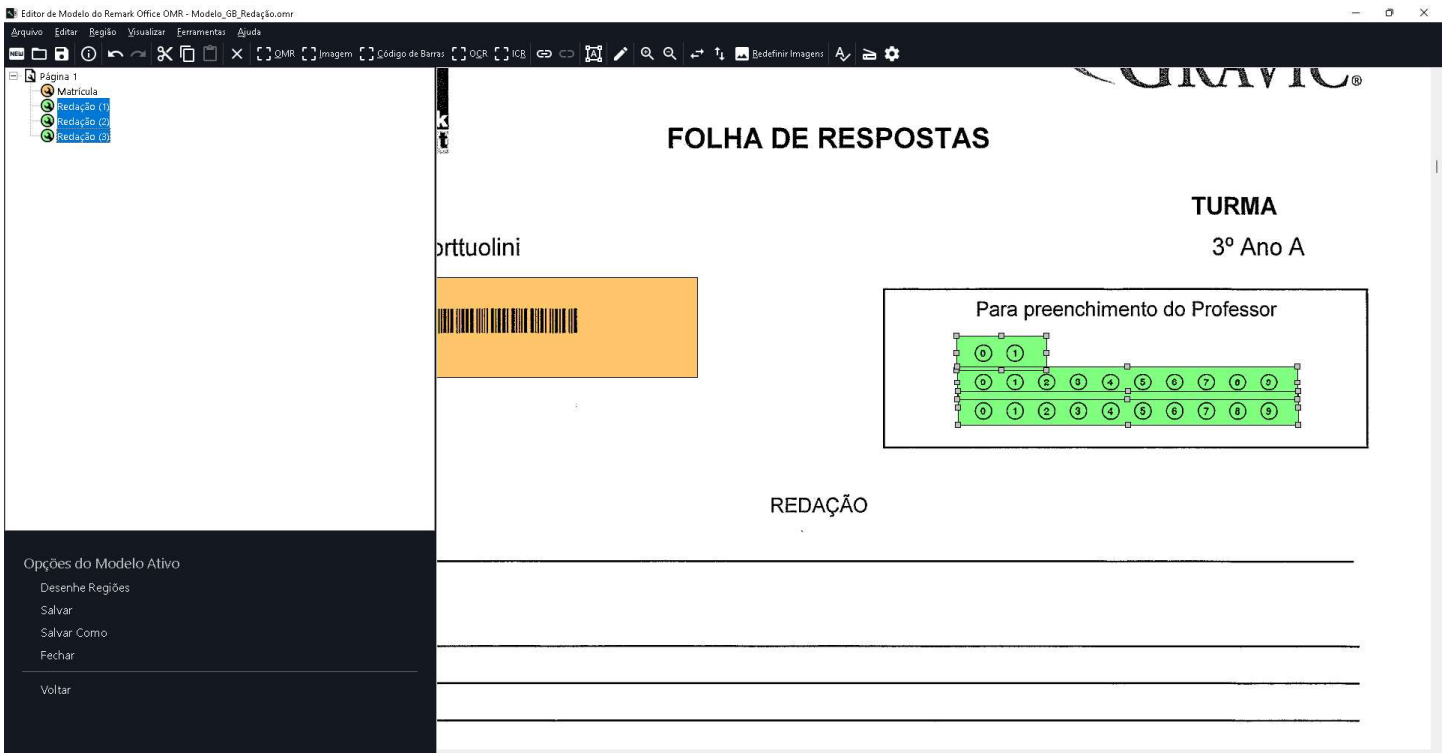 Editor de Modelo do Remark Office OMR - Modelo_GB_Redação.omr
Arquivo Editar Região Visualizar Ferramentas Ajuda
NEW OMR Imagem Código de Barras OCR ICR Redefinir Imagens
Página 1
Matrícula
Redação (1)
Redação (2)
Redação (3)
GRAVIC®
k
t
FOLHA DE RESPOSTAS
TURMA
orttuolini 3º Ano A
Para preenchimento do Professor
0 1
0 1 2 3 4 5 6 7 8 9
0 1 2 3 4 5 6 7 8 9
REDAÇÃO
Opções do Modelo Ativo
Desenhe Regiões
Salvar
Salvar Como
Fechar
Voltar